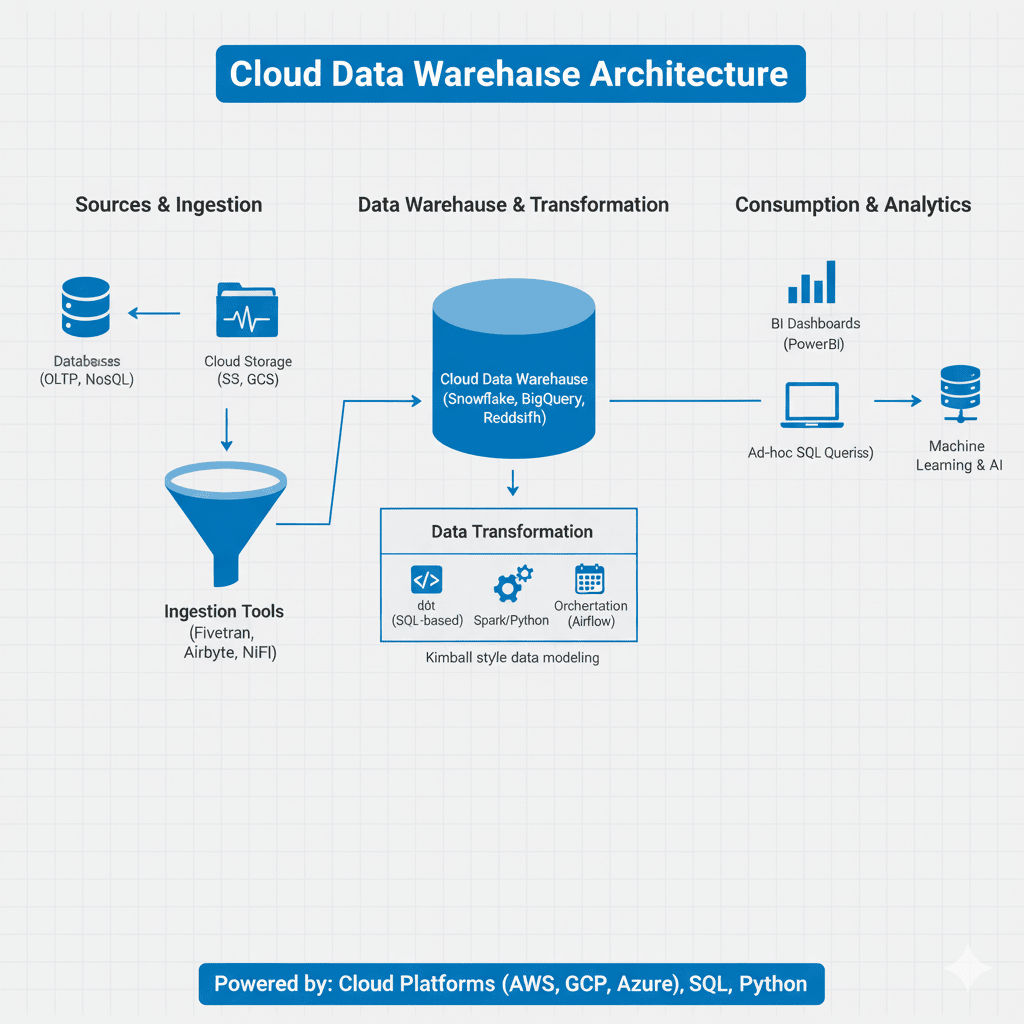 Cloud Data Warehaıse Architecture
Sources & Ingestion
Databeısses
(OLTP, NosQL)
Cloud Storage
(SS, GCS)
Ingestion Tools
(Fivetran,
Airbyte, NiFI)
Data Warehause & Transformation
Cloud Data Warehause
(Snowflake, BigQuery,
Reddsifh)
Data Transformation
dòt
(SQL-based)
Spark/Python
Orchertation
(Airflow)
Kimball style data modeling
Consumption & Analytics
BI Dashboards
(PowerBI)
Ad-hoc SQL Queriss)
Machine
Learning & AI
Powered by: Cloud Platforms (AWS, GCP, Azure), SQL, Python